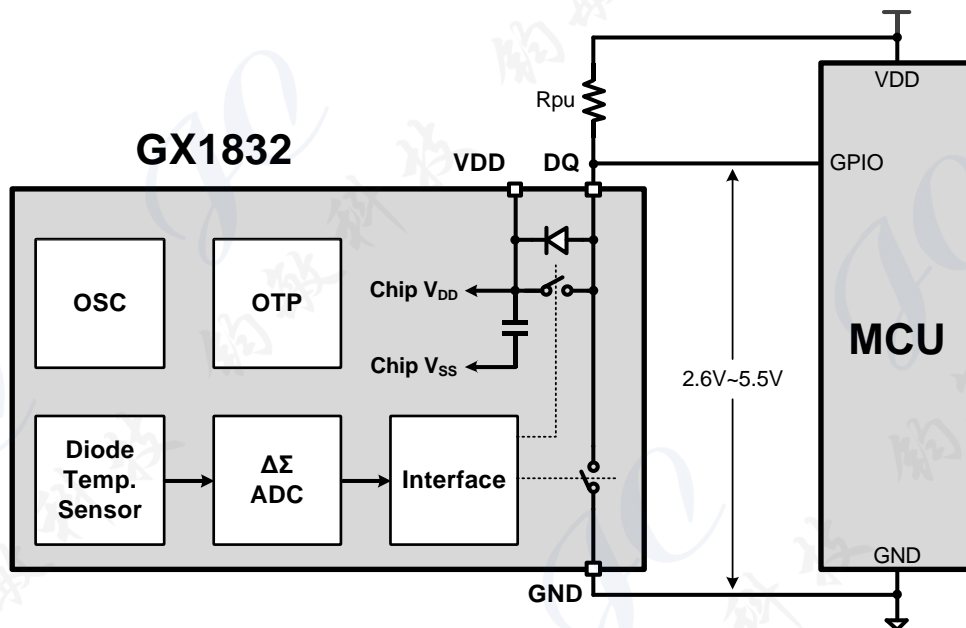 VDD
Rpu
GX1832
VDD DQ
GPIO
OSC
OTP
Chip VDD
Chip VSS
MCU
2.6V~5.5V
Diode
Temp.
Sensor
ΔΣ
ADC
Interface
GND
GND